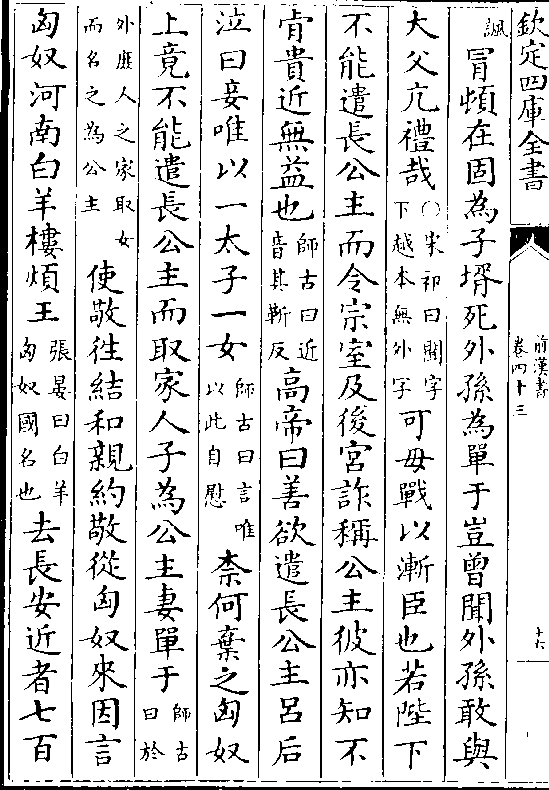 欽定四庫全書
前漢書
卷四十三
十六
諷冒頓在固為子壻死外孫為單于豈曾聞外孫敢與
大父亢禮哉○宋祁曰聞字下越本無外字可毋戰以漸臣也若陛下
不能遣長公主而令宗室及後宮詐稱公主彼亦知不
肯貴近無益也師古曰近音其靳反高帝曰善欲遣長公主呂后
泣曰妾唯以一太子一女師古曰言唯以此自慰柰何棄之匈奴
上竟不能遣長公主而取家人子為公主妻單于師古曰於
外庶人之家取女而名之為公主使敬徃結和親約敬從匈奴來因言
匈奴河南白羊樓煩王張晏曰白羊匈奴國名也去長安近者七百